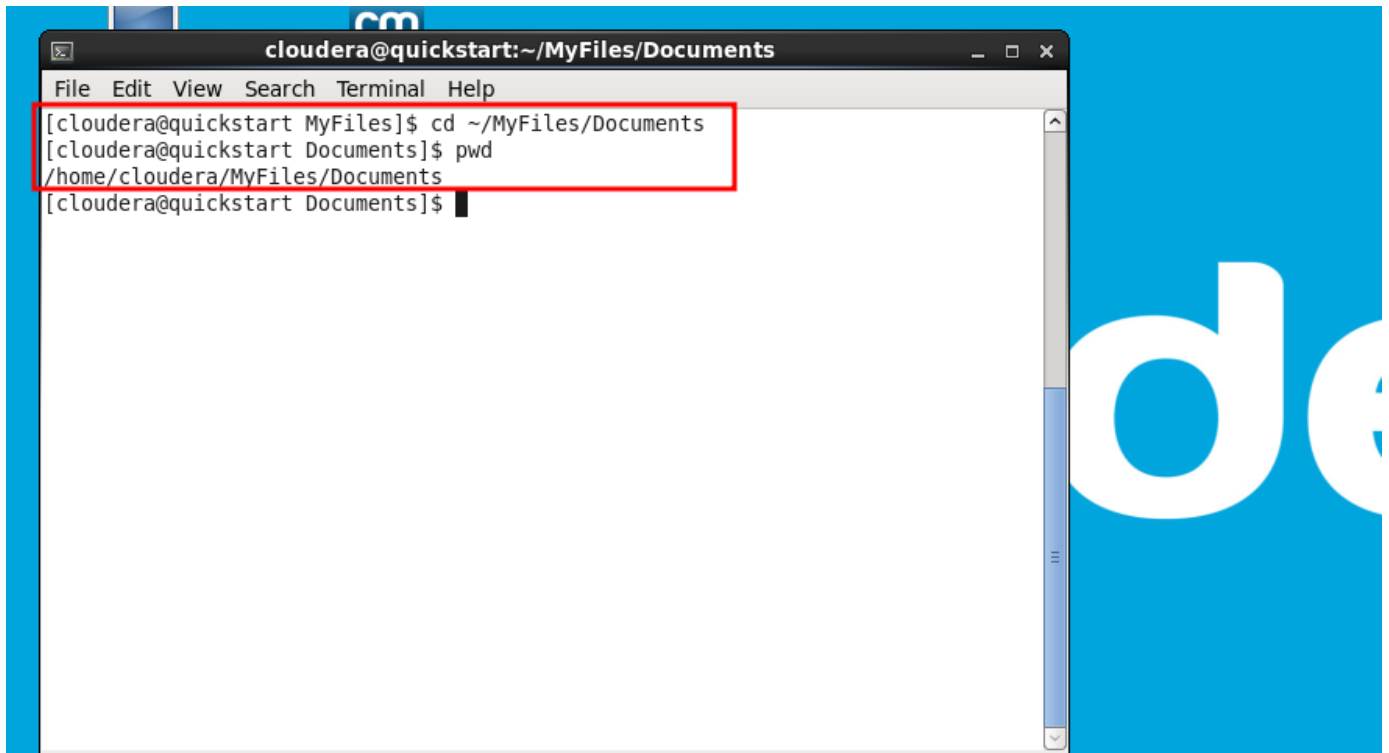 cm
cloudera@quickstart:~/MyFiles/Documents
File Edit View Search Terminal Help
[cloudera@quickstart MyFiles]$ cd ~/MyFiles/Documents
[cloudera@quickstart Documents]$ pwd
/home/cloudera/MyFiles/Documents
[cloudera@quickstart Documents]$
de